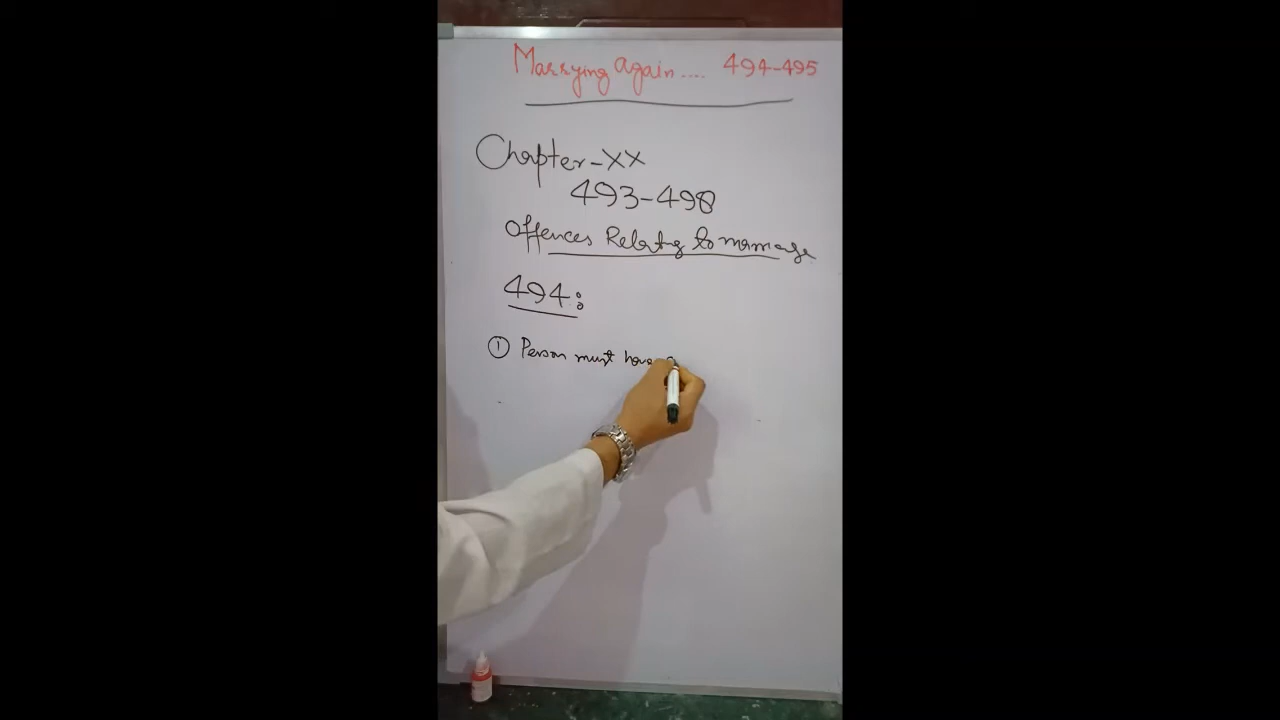 Marrying Again.... 494-495
Chapter-XX
493-498
Offences Relating to marriage
494:
① Person must have